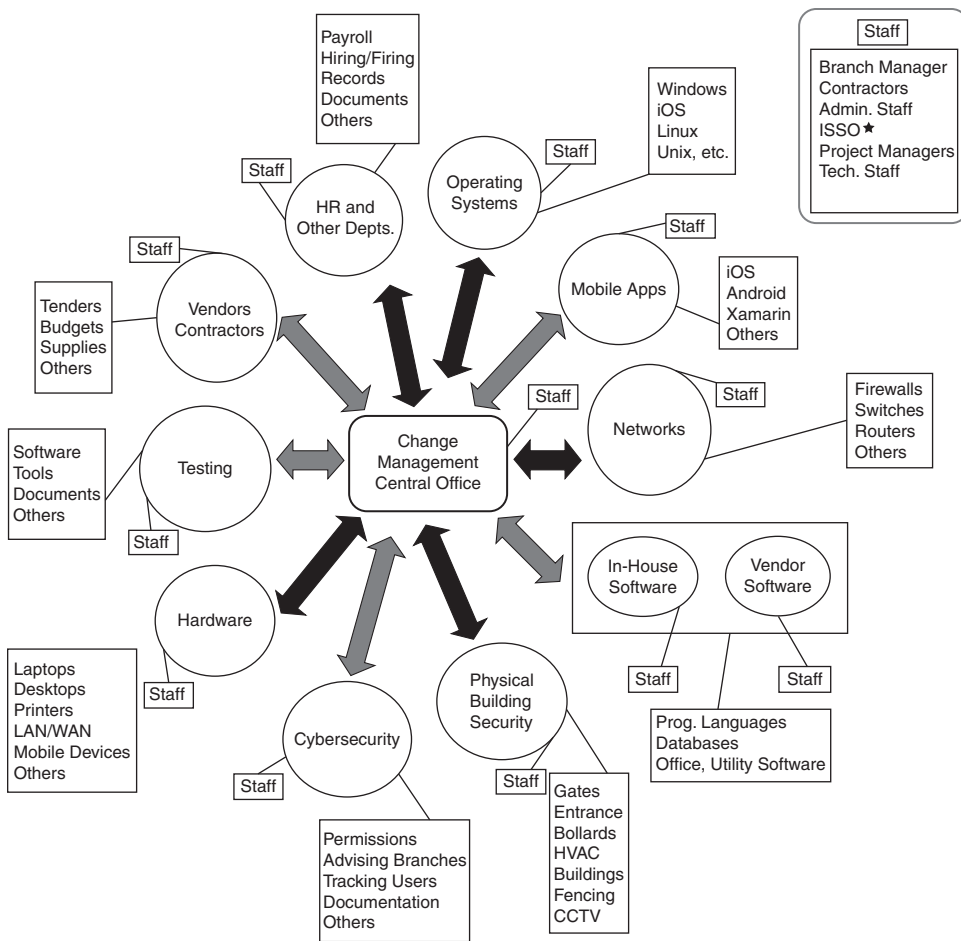 Payroll
Hiring/Firing
Records
Documents
Others
Staff
HR and
Other Depts.
Windows
iOS
Linux
Unix, etc.
Staff
Operating
Systems
Staff
Branch Manager
Contractors
Admin. Staff
ISSO★
Project Managers
Tech. Staff
Staff
Vendors
Contractors
Tenders
Budgets
Supplies
Others
Staff
Mobile Apps
iOS
Android
Xamarin
Others
Staff
Change
Management
Central Office
Staff
Networks
Firewalls
Switches
Routers
Others
Software
Tools
Documents
Others
Testing
Staff
In-House
Software
Vendor
Software
Staff
Staff
Prog. Languages
Databases
Office, Utility Software
Hardware
Staff
Laptops
Desktops
Printers
LAN/WAN
Mobile Devices
Others
Cybersecurity
Staff
Permissions
Advising Branches
Tracking Users
Documentation
Others
Physical
Building
Security
Staff
Gates
Entrance
Bollards
HVAC
Buildings
Fencing
CCTV